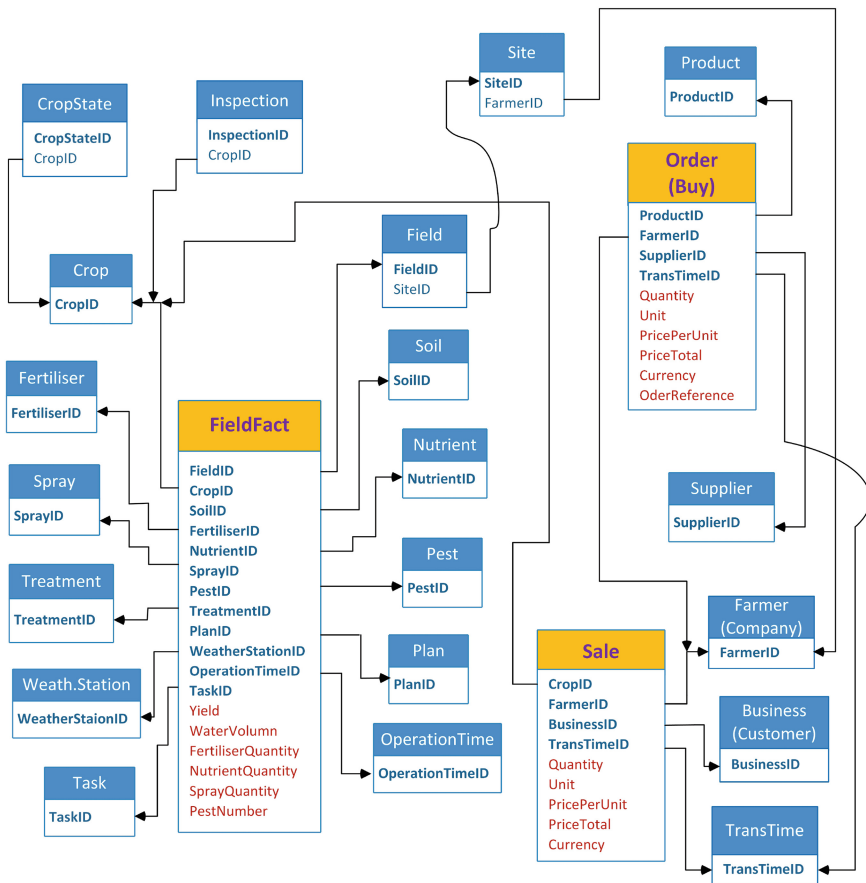 Site
SiteID
FarmerID
Product
ProductID
CropState
CropStateID
CropID
Inspection
InspectionID
CropID
Order
(Buy)
ProductID
FarmerID
SupplierID
TransTimeID
Quantity
Unit
PricePerUnit
PriceTotal
Currency
OderReference
Field
FieldID
SiteID
Crop
CropID
Soil
SoilID
Fertiliser
FertiliserID
FieldFact
FieldID
CropID
SoilID
FertiliserID
NutrientID
SprayID
PestID
TreatmentID
PlanID
WeatherStationID
OperationTimeID
TaskID
Yield
WaterVolumn
FertiliserQuantity
NutrientQuantity
SprayQuantity
PestNumber
Nutrient
NutrientID
Spray
SprayID
Supplier
SupplierID
Pest
PestID
Treatment
TreatmentID
Farmer
(Company)
FarmerID
Plan
PlanID
Sale
CropID
FarmerID
BusinessID
TransTimeID
Quantity
Unit
PricePerUnit
PriceTotal
Currency
Weath.Station
WeatherStaionID
Business
(Customer)
BusinessID
OperationTime
OperationTimeID
Task
TaskID
TransTime
TransTimeID